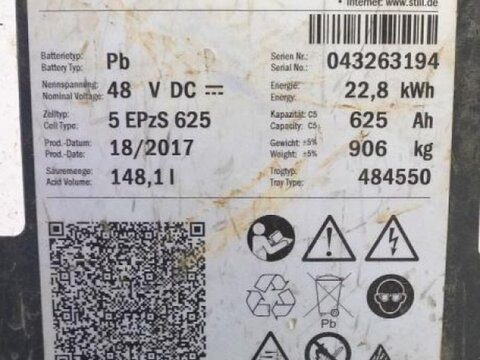 • Internet: www.still.de
Batterietyp: Pb Serien Nr.: 043263194
Battery Type: Serial No.:
Nennspannung: 48 V DC Energie: 22,8 kWh
Nominal Voltage: Energy:
Zelltyp: 5 EPzS 625 Kapazität: C5 625 Ah
Cell Type: Capacity: C5
Prod.-Datum: 18/2017 Gewicht: ±5% 906 kg
Prod.-Date: Weight: ±5%
Säuremenge: 148,1 l Trogtyp: 484550
Acid Volume: Tray Type:
Pb